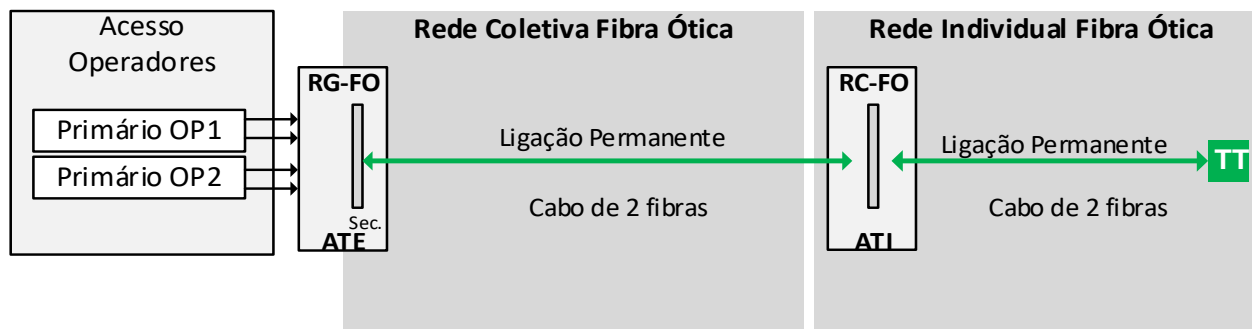 Acesso
Operadores
Primário OP1
Primário OP2
Rede Coletiva Fibra Ótica
RG-FO
Sec.
ATE
Ligação Permanente
Cabo de 2 fibras
Rede Individual Fibra Ótica
RC-FO
ATI
Ligação Permanente
Cabo de 2 fibras
TT